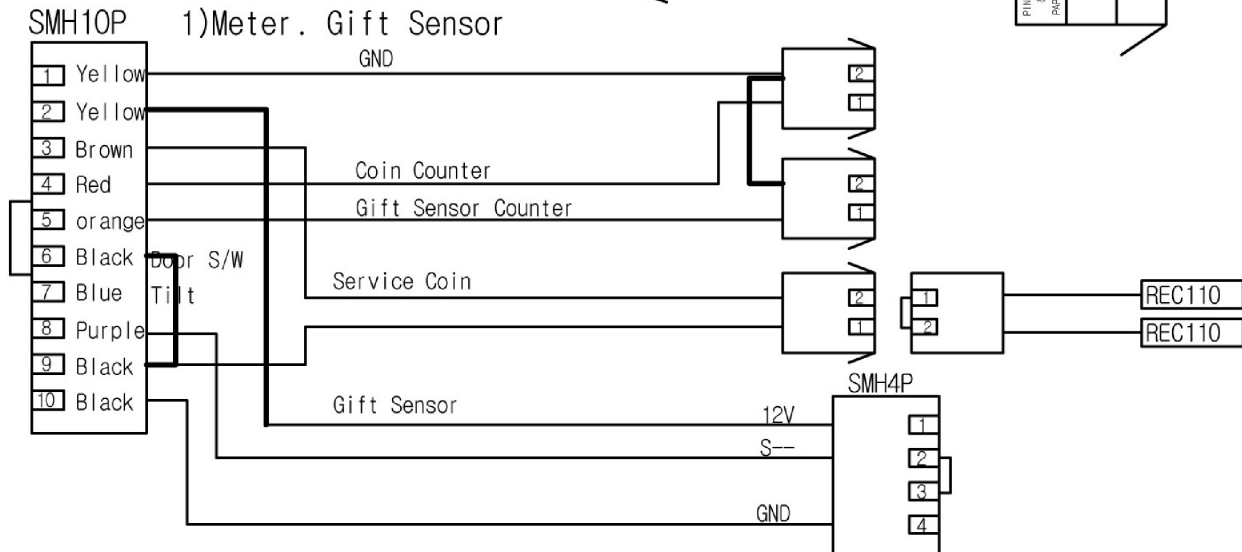 PIN
PAP
SMH10P 1)Meter. Gift Sensor
GND
1 Yellow
2 Yellow
3 Brown
4 Red
5 orange
6 Black Door S/W
7 Blue Tilt
8 Purple
9 Black
10 Black
Coin Counter
Gift Sensor Counter
Service Coin
Gift Sensor
2
1
2
1
2
1
1
2
REC110
REC110
SMH4P
12V
S--
GND
1
2
3
4